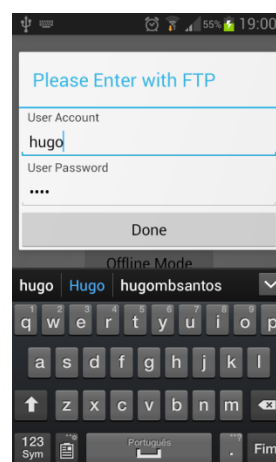 55% 19:00
Please Enter with FTP
User Account
hugo
User Password
••••
Done
Offline Mode
hugo Hugo hugombsantos
1 2 3 4 5 6 7 8 9 0
q w e r t y u i o p
a s d f g h j k l
z x c v b n m
123 Sym Português . Fim